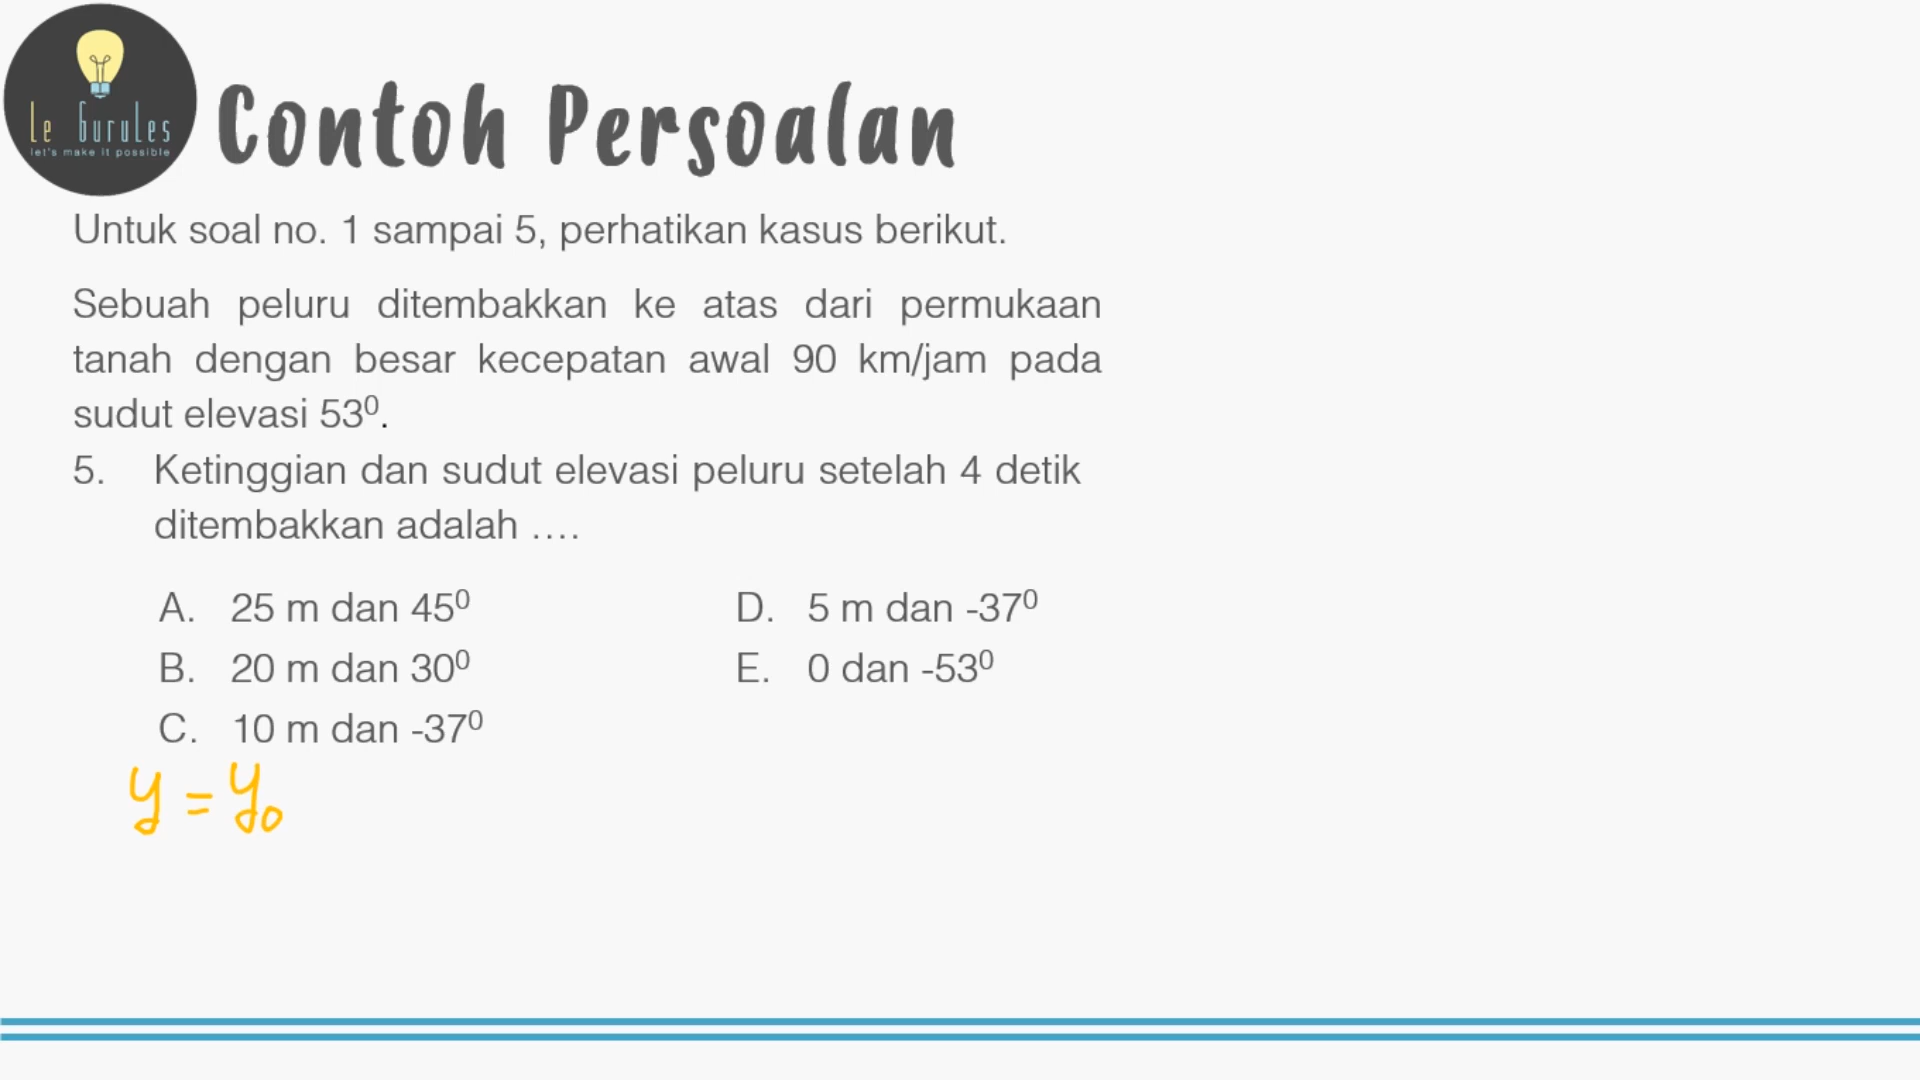 le gurules
let's make it possible
Contoh Persoalan
Untuk soal no. 1 sampai 5, perhatikan kasus berikut.
Sebuah peluru ditembakkan ke atas dari permukaan
tanah dengan besar kecepatan awal 90 km/jam pada
sudut elevasi 53⁰.
5. Ketinggian dan sudut elevasi peluru setelah 4 detik
ditembakkan adalah ....
A. 25 m dan 45⁰
B. 20 m dan 30⁰
C. 10 m dan -37⁰
D. 5 m dan -37⁰
E. 0 dan -53⁰
y = y₀